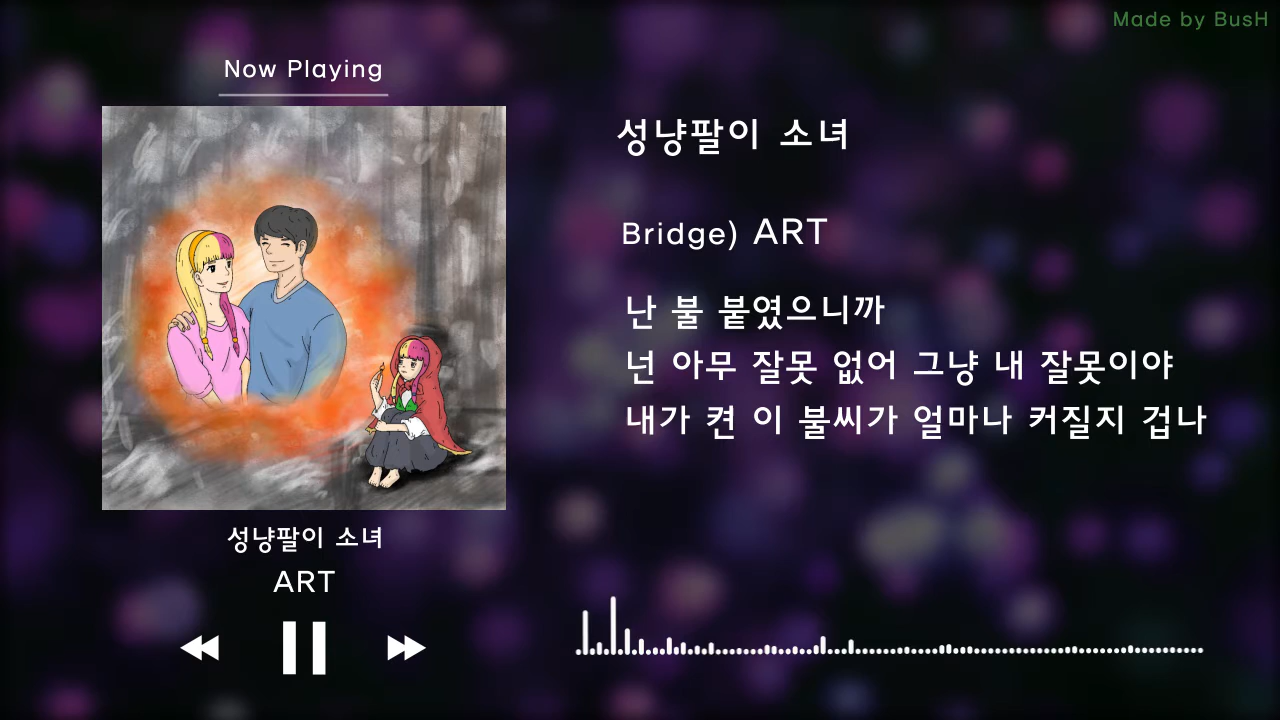 Made by BusH
Now Playing
성냥팔이 소녀
ART
성냥팔이 소녀
Bridge) ART
난 불 붙였으니까
넌 아무 잘못 없어 그냥 내 잘못이야
내가 켠 이 불씨가 얼마나 커질지 겁나